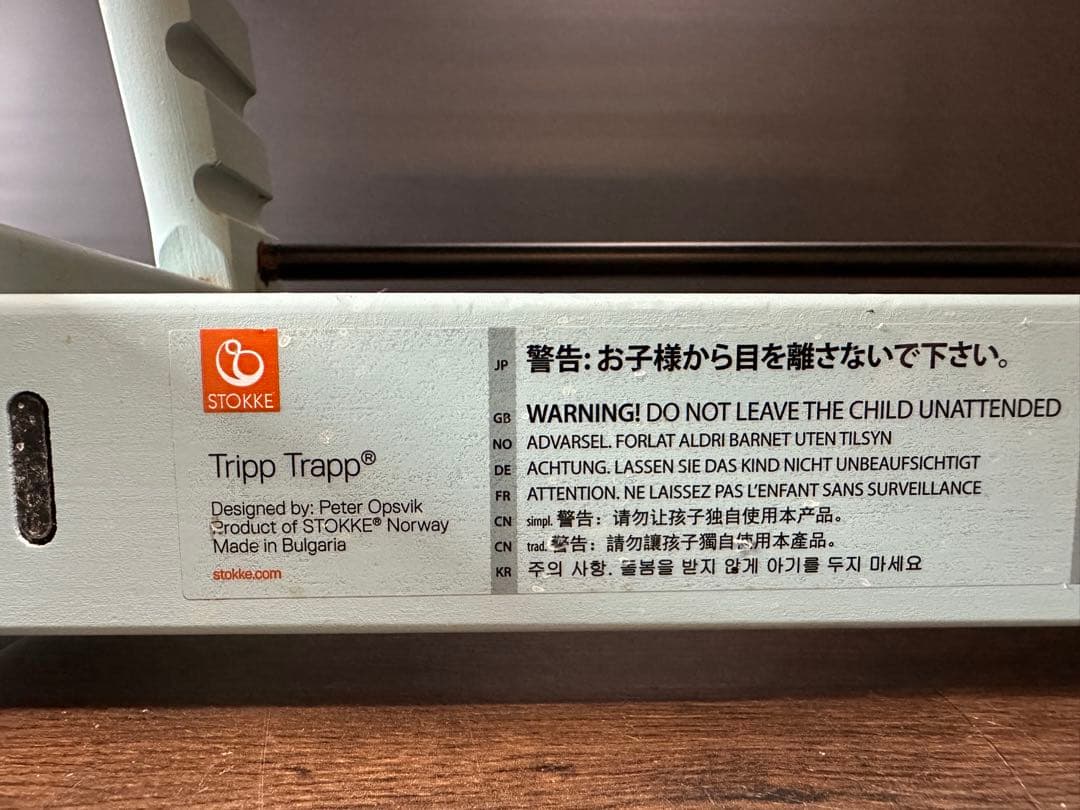 STOKKE
Tripp Trapp®
Designed by: Peter Opsvik
Product of STOKKE® Norway
Made in Bulgaria
stokke.com
JP 警告: お子様から目を離さないで下さい。
GB WARNING! DO NOT LEAVE THE CHILD UNATTENDED
NO ADVARSEL. FORLAT ALDRI BARNET UTEN TILSYN
DE ACHTUNG. LASSEN SIE DAS KIND NICHT UNBEAUFSICHTIGT
FR ATTENTION. NE LAISSEZ PAS L'ENFANT SANS SURVEILLANCE
CN simpl. 警告：请勿让孩子独自使用本产品。
CN trad. 警告：請勿讓孩子獨自使用本產品。
KR 주의 사항. 돌봄을 받지 않게 아기를 두지 마세요